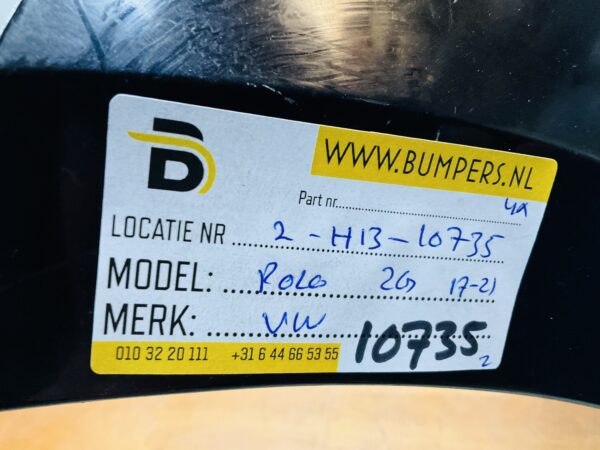 B
WWW.BUMPERS.NL
Part nr
4x
LOCATIE NR 2-H13-10735
MODEL: Polo 2G 17-21
MERK: VW
10735
2
010 32 20 111 +31 6 44 66 53 55